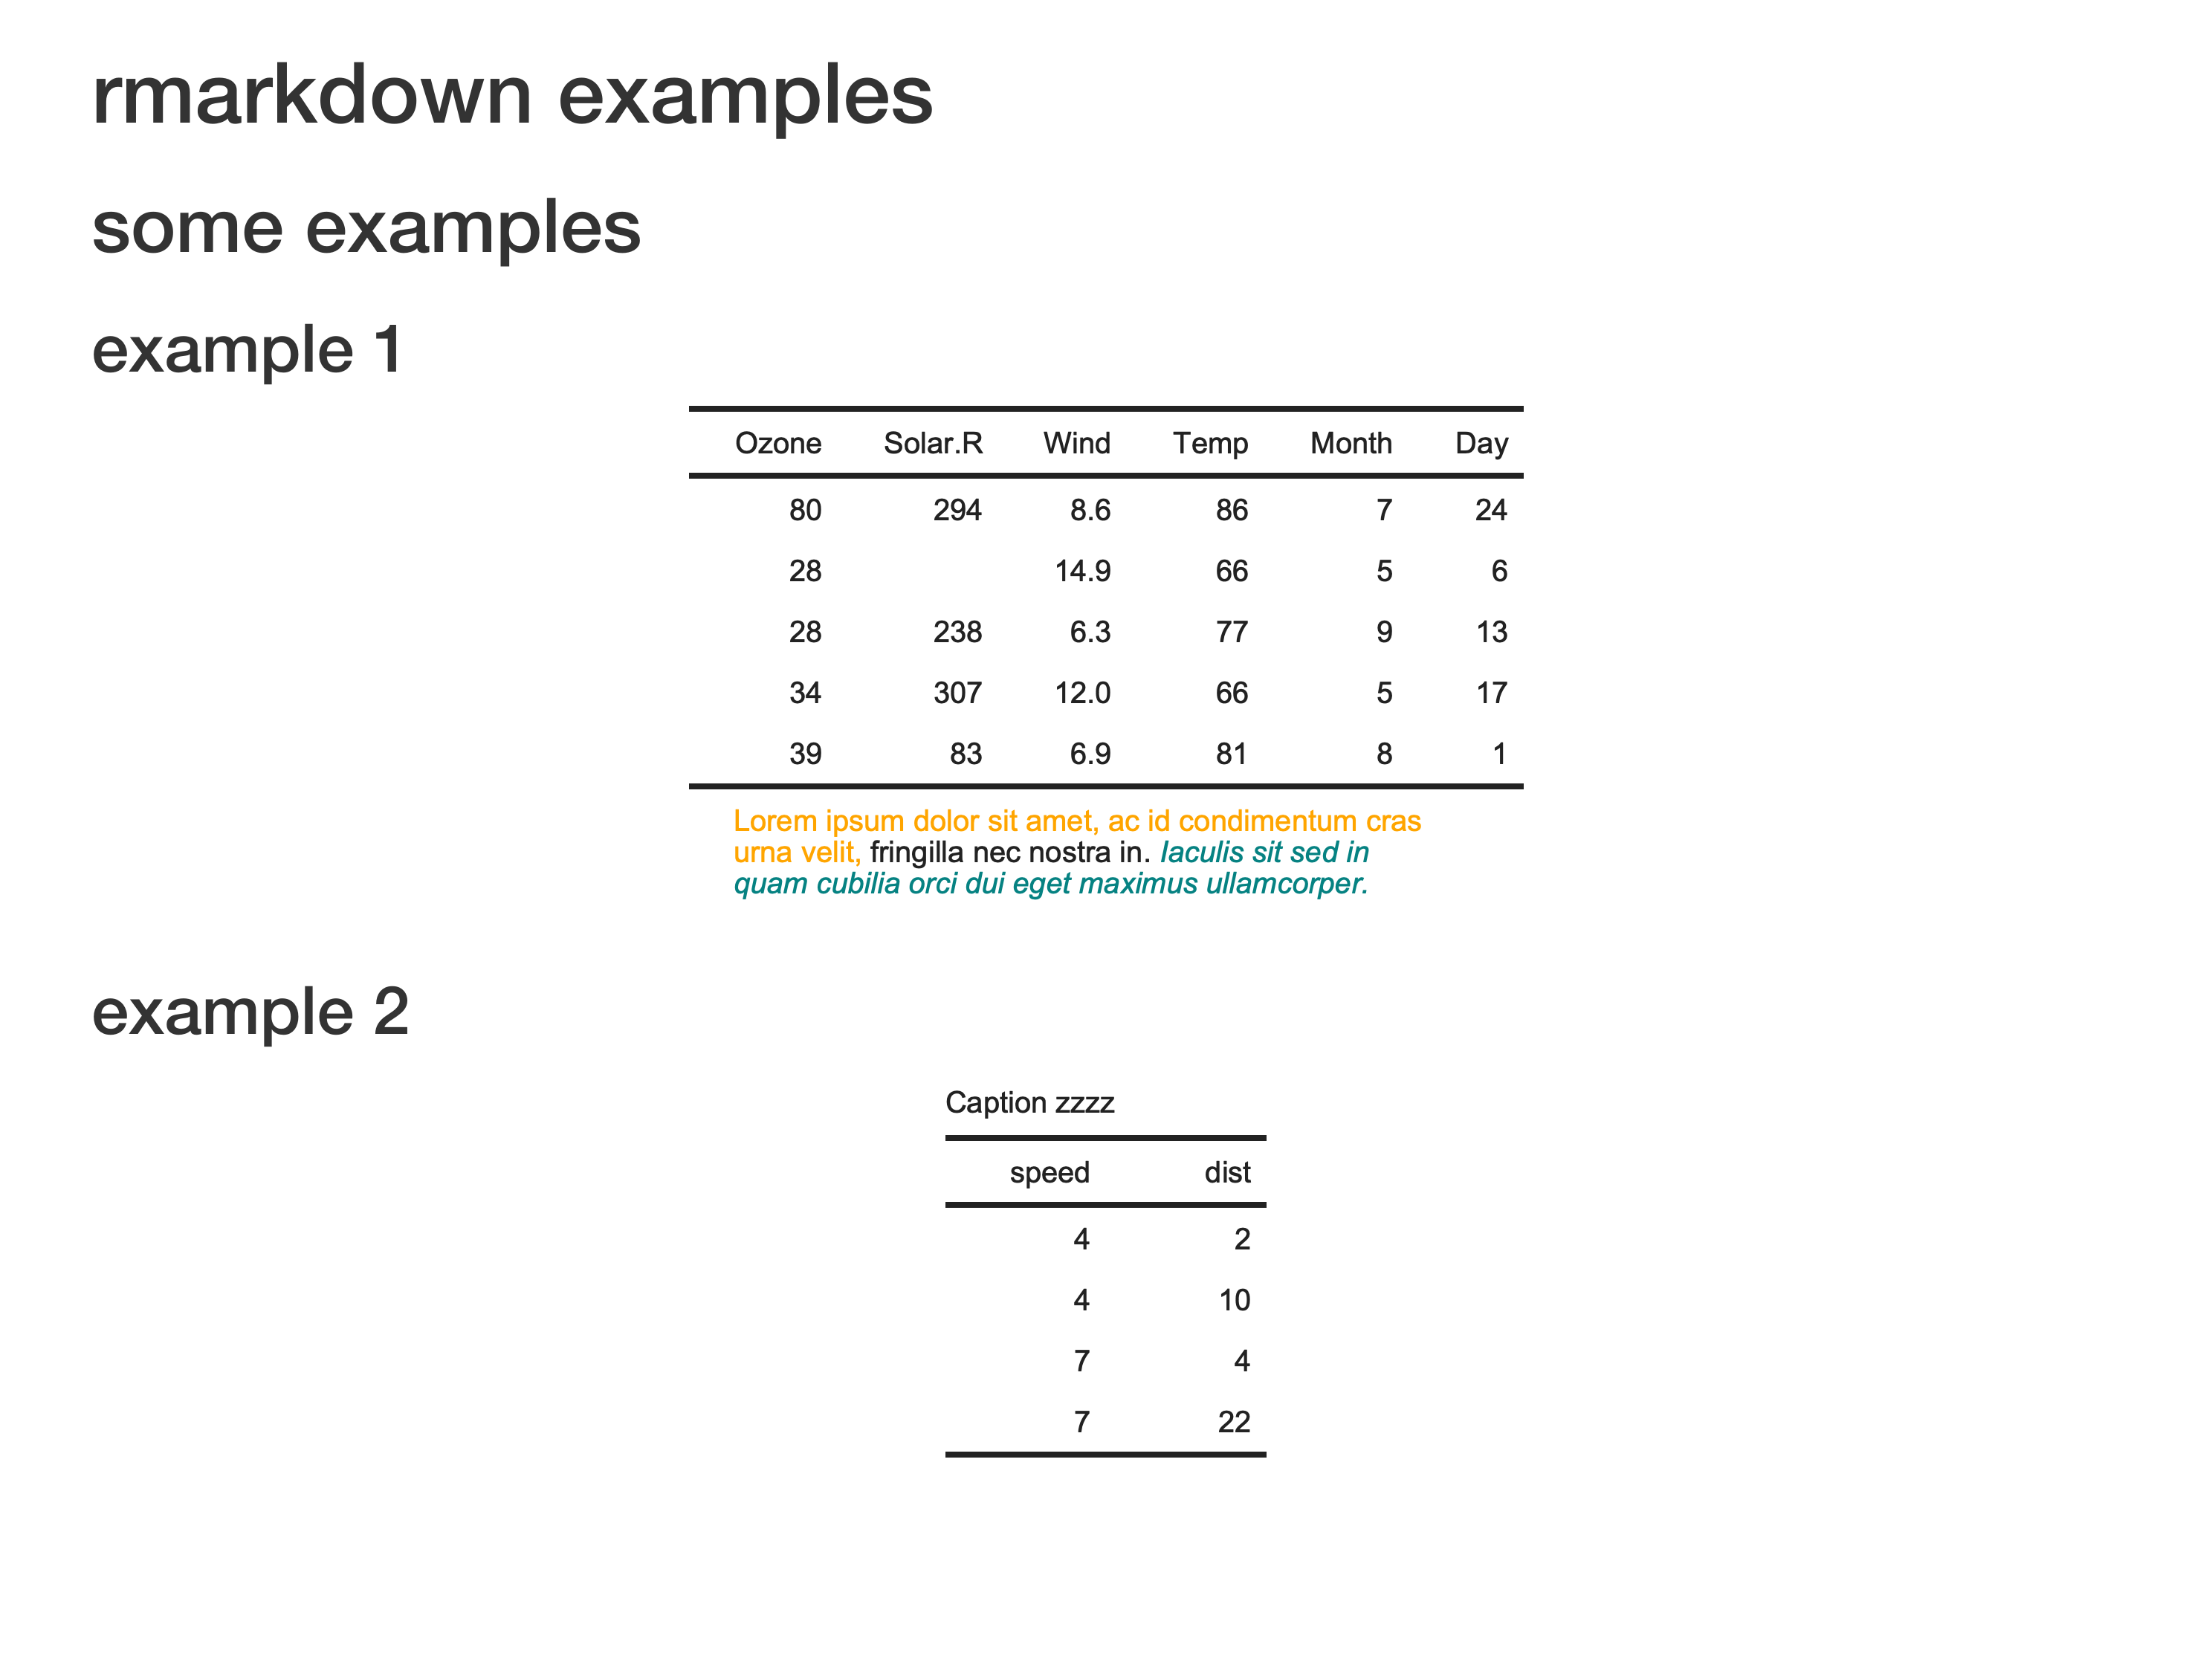 rmarkdown examples
some examples
example 1
Ozone Solar.R Wind Temp Month Day
80 294 8.6 86 7 24
28 14.9 66 5 6
28 238 6.3 77 9 13
34 307 12.0 66 5 17
39 83 6.9 81 8 1
Lorem ipsum dolor sit amet, ac id condimentum cras
urna velit, fringilla nec nostra in. Iaculis sit sed in
quam cubilia orci dui eget maximus ullamcorper.
example 2
Caption zzzz
speed dist
4 2
4 10
7 4
7 22